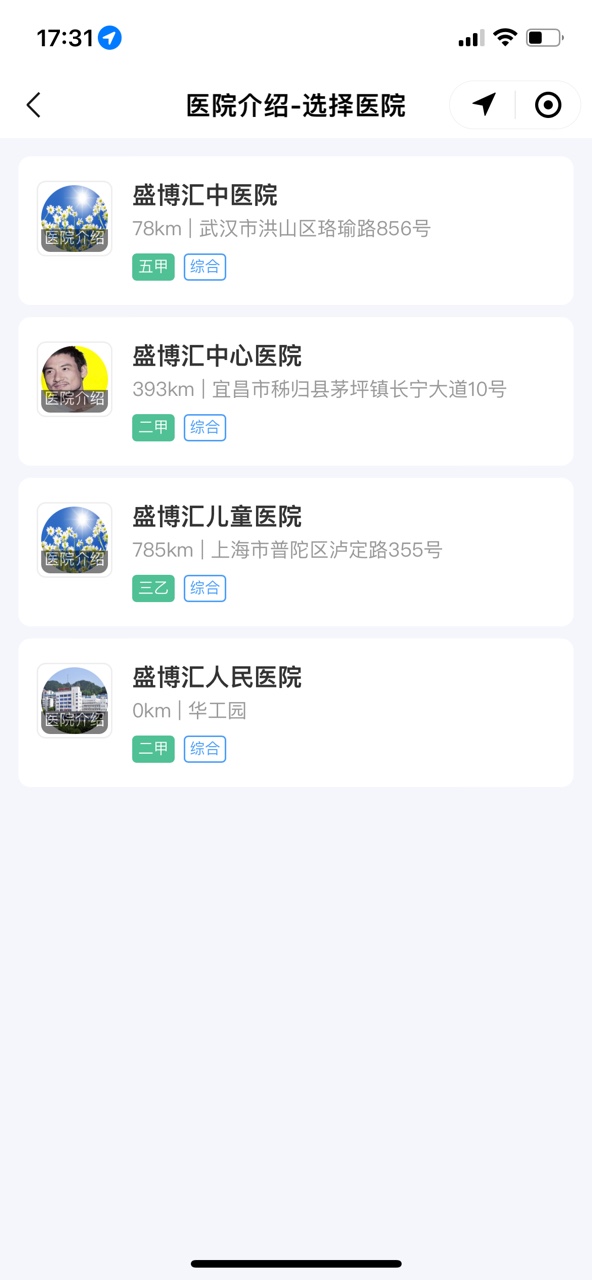 17:31
医院介绍-选择医院
盛博汇中医院
78km | 武汉市洪山区珞瑜路856号
医院介绍
五甲 综合
盛博汇中心医院
393km | 宜昌市秭归县茅坪镇长宁大道10号
医院介绍
二甲 综合
盛博汇儿童医院
785km | 上海市普陀区泸定路355号
医院介绍
三乙 综合
盛博汇人民医院
0km | 华工园
医院介绍
二甲 综合